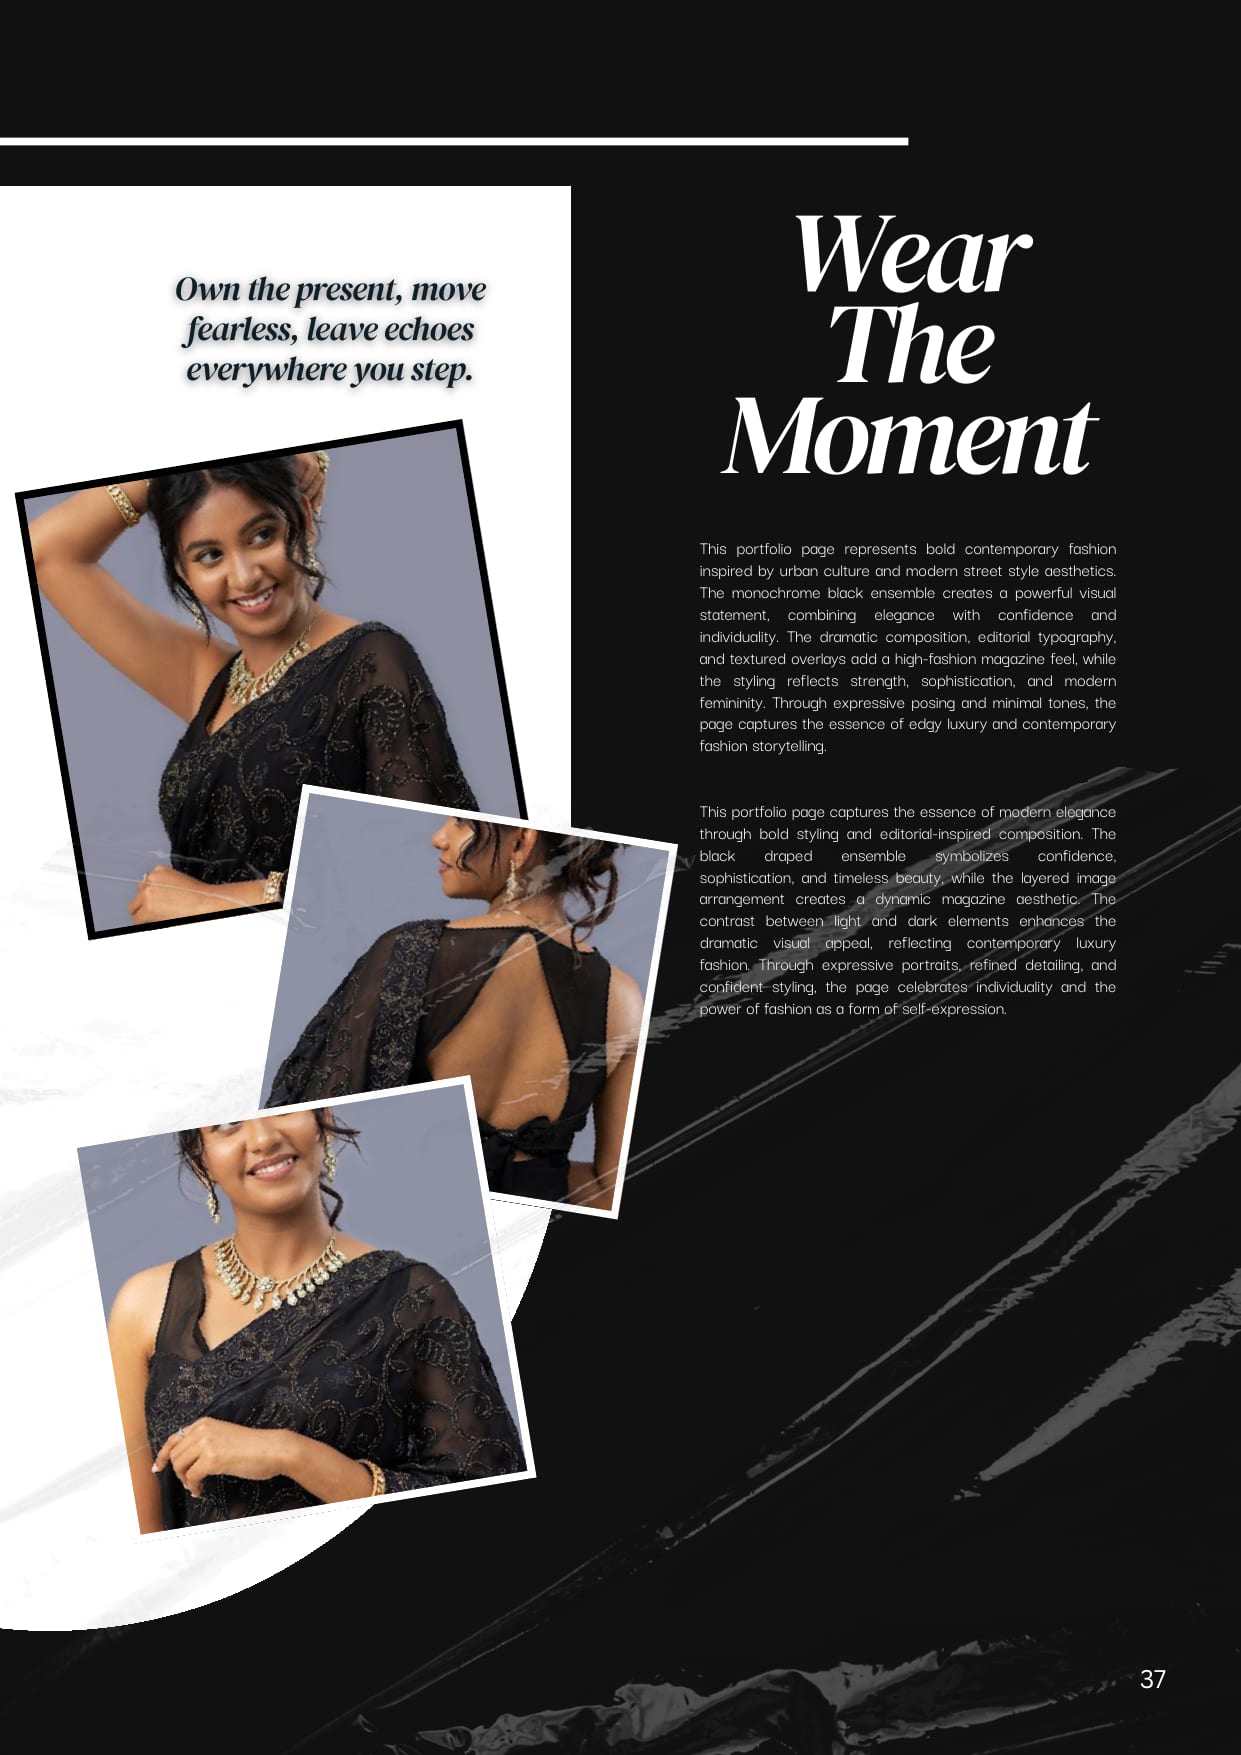 Own the present, move
fearless, leave echoes
everywhere you step.
Wear
The
Moment
This portfolio page represents bold contemporary fashion
inspired by urban culture and modern street style aesthetics.
The monochrome black ensemble creates a powerful visual
statement, combining elegance with confidence and
individuality. The dramatic composition, editorial typography,
and textured overlays add a high-fashion magazine feel, while
the styling reflects strength, sophistication, and modern
femininity. Through expressive posing and minimal tones, the
page captures the essence of edgy luxury and contemporary
fashion storytelling.
This portfolio page captures the essence of modern elegance
through bold styling and editorial-inspired composition. The
black draped ensemble symbolizes confidence,
sophistication, and timeless beauty, while the layered image
arrangement creates a dynamic magazine aesthetic. The
contrast between light and dark elements enhances the
dramatic visual appeal, reflecting contemporary luxury
fashion. Through expressive portraits, refined detailing, and
confident styling, the page celebrates individuality and the
power of fashion as a form of self-expression.
37